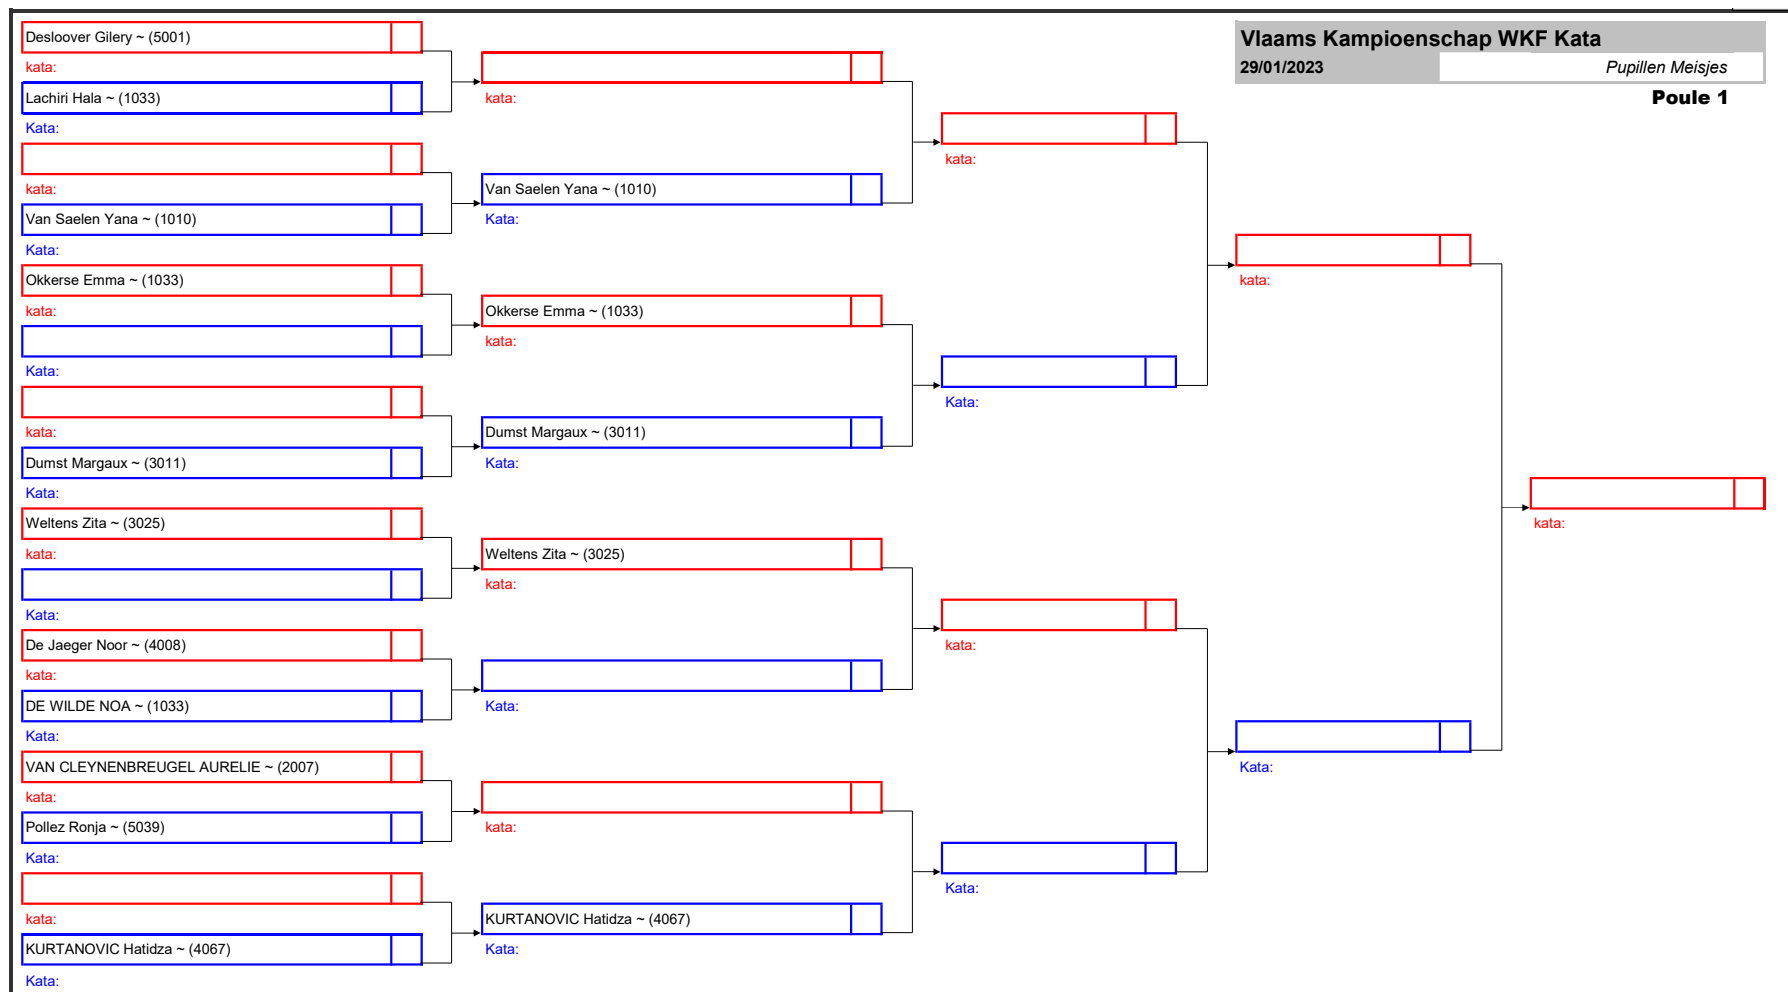 Vlaams Kampioenschap WKF Kata
29/01/2023
Pupillen Meisjes
Poule 1
Desloover Gilery ~ (5001)
kata:
Lachiri Hala ~ (1033)
Kata:
kata:
Van Saelen Yana ~ (1010)
Kata:
Okkerse Emma ~ (1033)
kata:
Kata:
kata:
Dumst Margaux ~ (3011)
Kata:
Weltens Zita ~ (3025)
kata:
Kata:
De Jaeger Noor ~ (4008)
kata:
DE WILDE NOA ~ (1033)
Kata:
VAN CLEYNENBREUGEL AURELIE ~ (2007)
kata:
Pollez Ronja ~ (5039)
Kata:
kata:
KURTANOVIC Hatidza ~ (4067)
Kata:
kata:
Van Saelen Yana ~ (1010)
Kata:
Okkerse Emma ~ (1033)
kata:
Dumst Margaux ~ (3011)
Kata:
Weltens Zita ~ (3025)
kata:
Kata:
kata:
KURTANOVIC Hatidza ~ (4067)
Kata:
kata:
Kata:
kata:
Kata:
kata:
Kata:
kata: